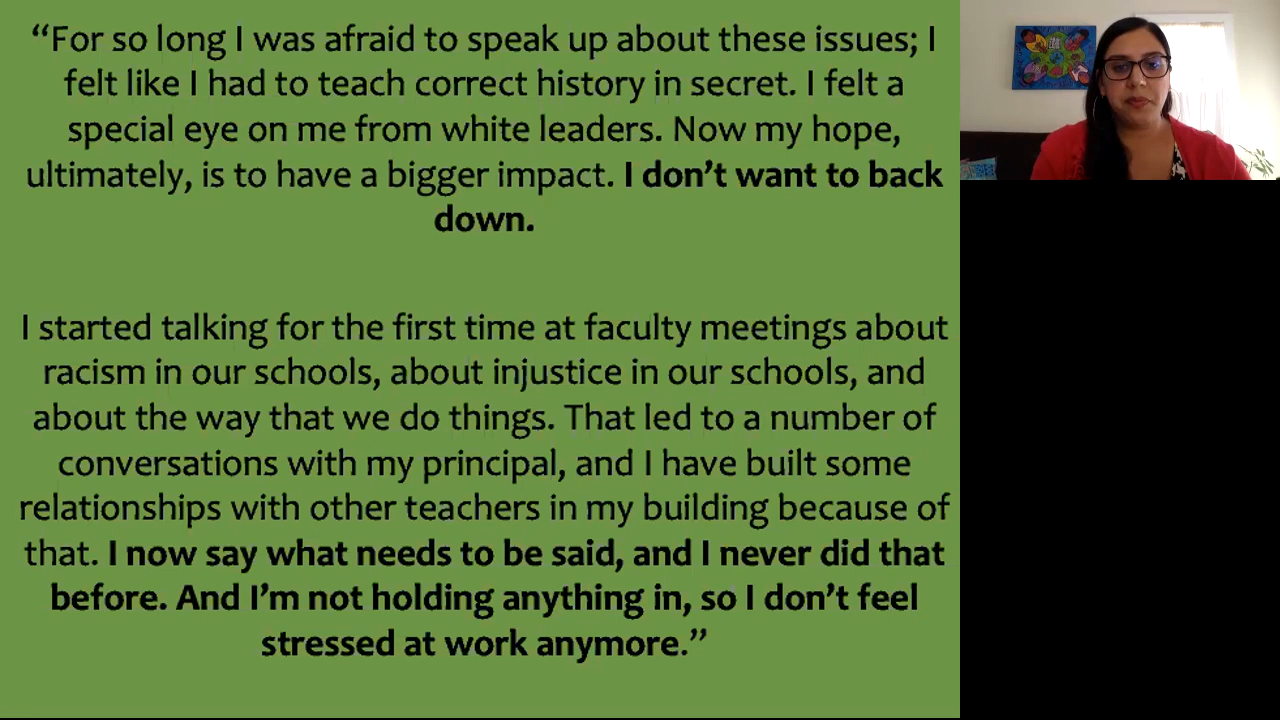 “For so long I was afraid to speak up about these issues; I
felt like I had to teach correct history in secret. I felt a
special eye on me from white leaders. Now my hope,
ultimately, is to have a bigger impact. I don’t want to back
down.
I started talking for the first time at faculty meetings about
racism in our schools, about injustice in our schools, and
about the way that we do things. That led to a number of
conversations with my principal, and I have built some
relationships with other teachers in my building because of
that. I now say what needs to be said, and I never did that
before. And I’m not holding anything in, so I don’t feel
stressed at work anymore.”